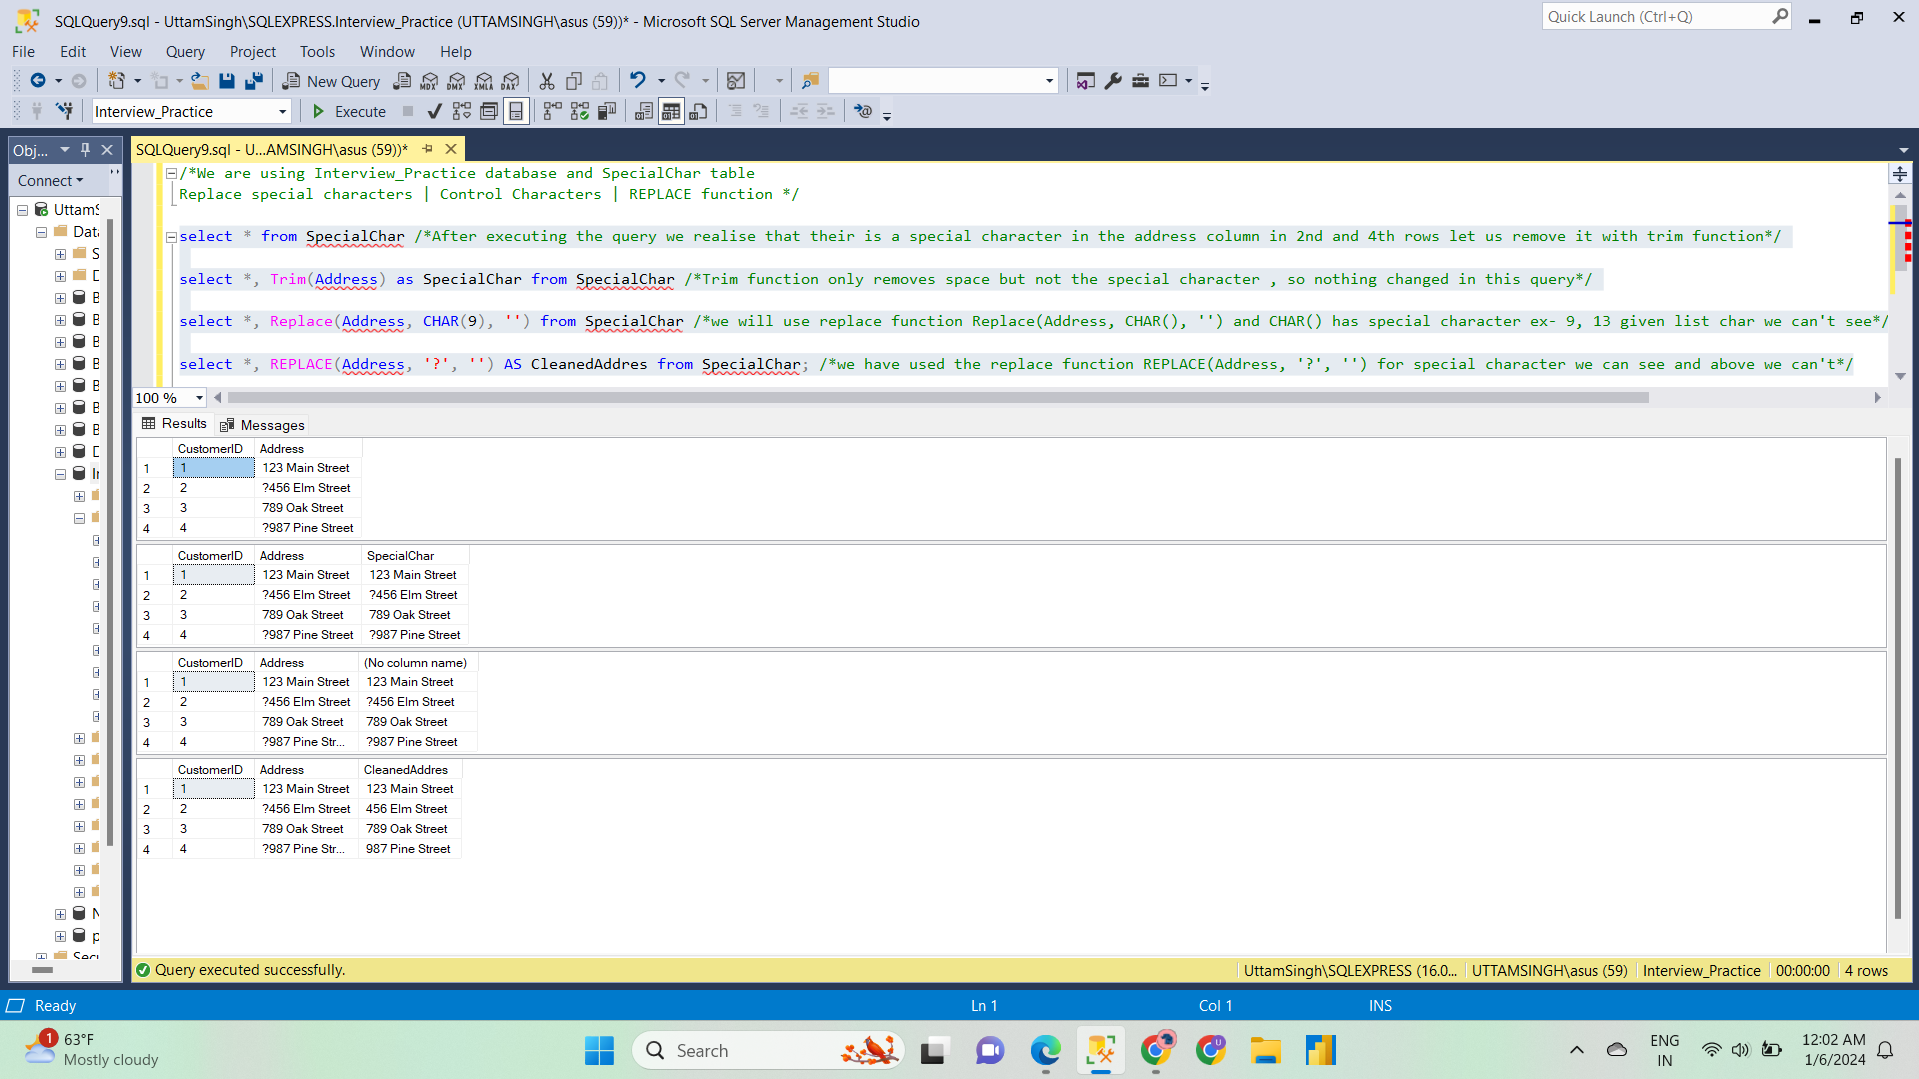 SQLQuery9.sql - UttamSingh\SQLEXPRESS.Interview_Practice (UTTAMSINGH\asus (59))* - Microsoft SQL Server Management Studio
Quick Launch (Ctrl+Q)
File Edit View Query Project Tools Window Help
New Query
MDX DMX XMLA DAX
Interview_Practice
Execute
Obj...
SQLQuery9.sql - U...AMSINGH\asus (59))*
Connect
UttamS
Data
S
D
B
B
B
B
B
B
B
D
In
N
p
Secu
/*We are using Interview_Practice database and SpecialChar table
Replace special characters | Control Characters | REPLACE function */
select * from SpecialChar /*After executing the query we realise that their is a special character in the address column in 2nd and 4th rows let us remove it with trim function*/
select *, Trim(Address) as SpecialChar from SpecialChar /*Trim function only removes space but not the special character , so nothing changed in this query*/
select *, Replace(Address, CHAR(9), '') from SpecialChar /*we will use replace function Replace(Address, CHAR(), '') and CHAR() has special character ex- 9, 13 given list char we can't see*/
select *, REPLACE(Address, '?', '') AS CleanedAddres from SpecialChar; /*we have used the replace function REPLACE(Address, '?', '') for special character we can see and above we can't*/
100 %
Results Messages
CustomerID Address
1 1 123 Main Street
2 2 ?456 Elm Street
3 3 789 Oak Street
4 4 ?987 Pine Street
CustomerID Address SpecialChar
1 1 123 Main Street 123 Main Street
2 2 ?456 Elm Street ?456 Elm Street
3 3 789 Oak Street 789 Oak Street
4 4 ?987 Pine Street ?987 Pine Street
CustomerID Address (No column name)
1 1 123 Main Street 123 Main Street
2 2 ?456 Elm Street ?456 Elm Street
3 3 789 Oak Street 789 Oak Street
4 4 ?987 Pine Str... ?987 Pine Street
CustomerID Address CleanedAddres
1 1 123 Main Street 123 Main Street
2 2 ?456 Elm Street 456 Elm Street
3 3 789 Oak Street 789 Oak Street
4 4 ?987 Pine Str... 987 Pine Street
Query executed successfully.
UttamSingh\SQLEXPRESS (16.0... UTTAMSINGH\asus (59) Interview_Practice 00:00:00 4 rows
Ready
Ln 1
Col 1
INS
1
63°F
Mostly cloudy
Search
U
ENG
IN
12:02 AM
1/6/2024